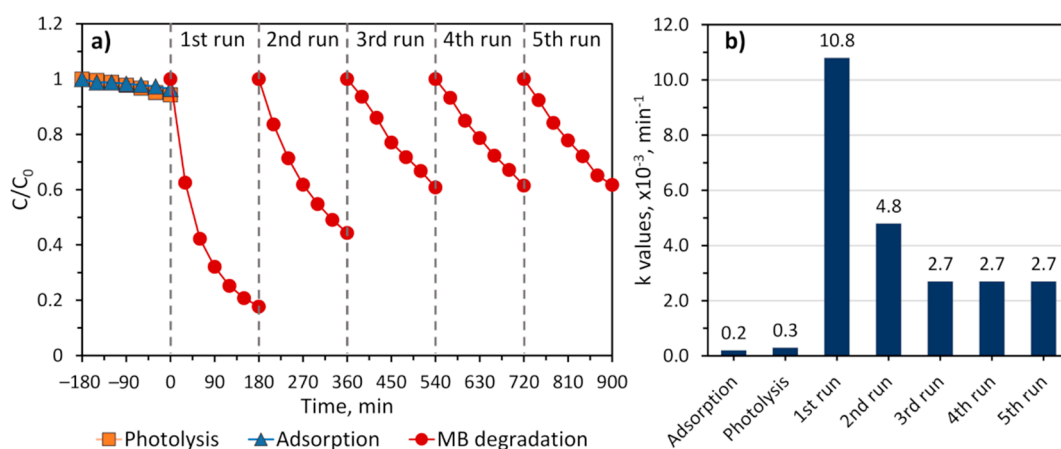 a)
1st run 2nd run 3rd run 4th run 5th run
C/C0
1.2
1
0.8
0.6
0.4
0.2
0
−180 −90 0 90 180 270 360 450 540 630 720 810 900
Time, min
Photolysis Adsorption MB degradation
b)
k values, x10-3, min-1
12.0
10.0
8.0
6.0
4.0
2.0
0.0
0.2 0.3 10.8 4.8 2.7 2.7 2.7
Adsorption Photolysis 1st run 2nd run 3rd run 4th run 5th run